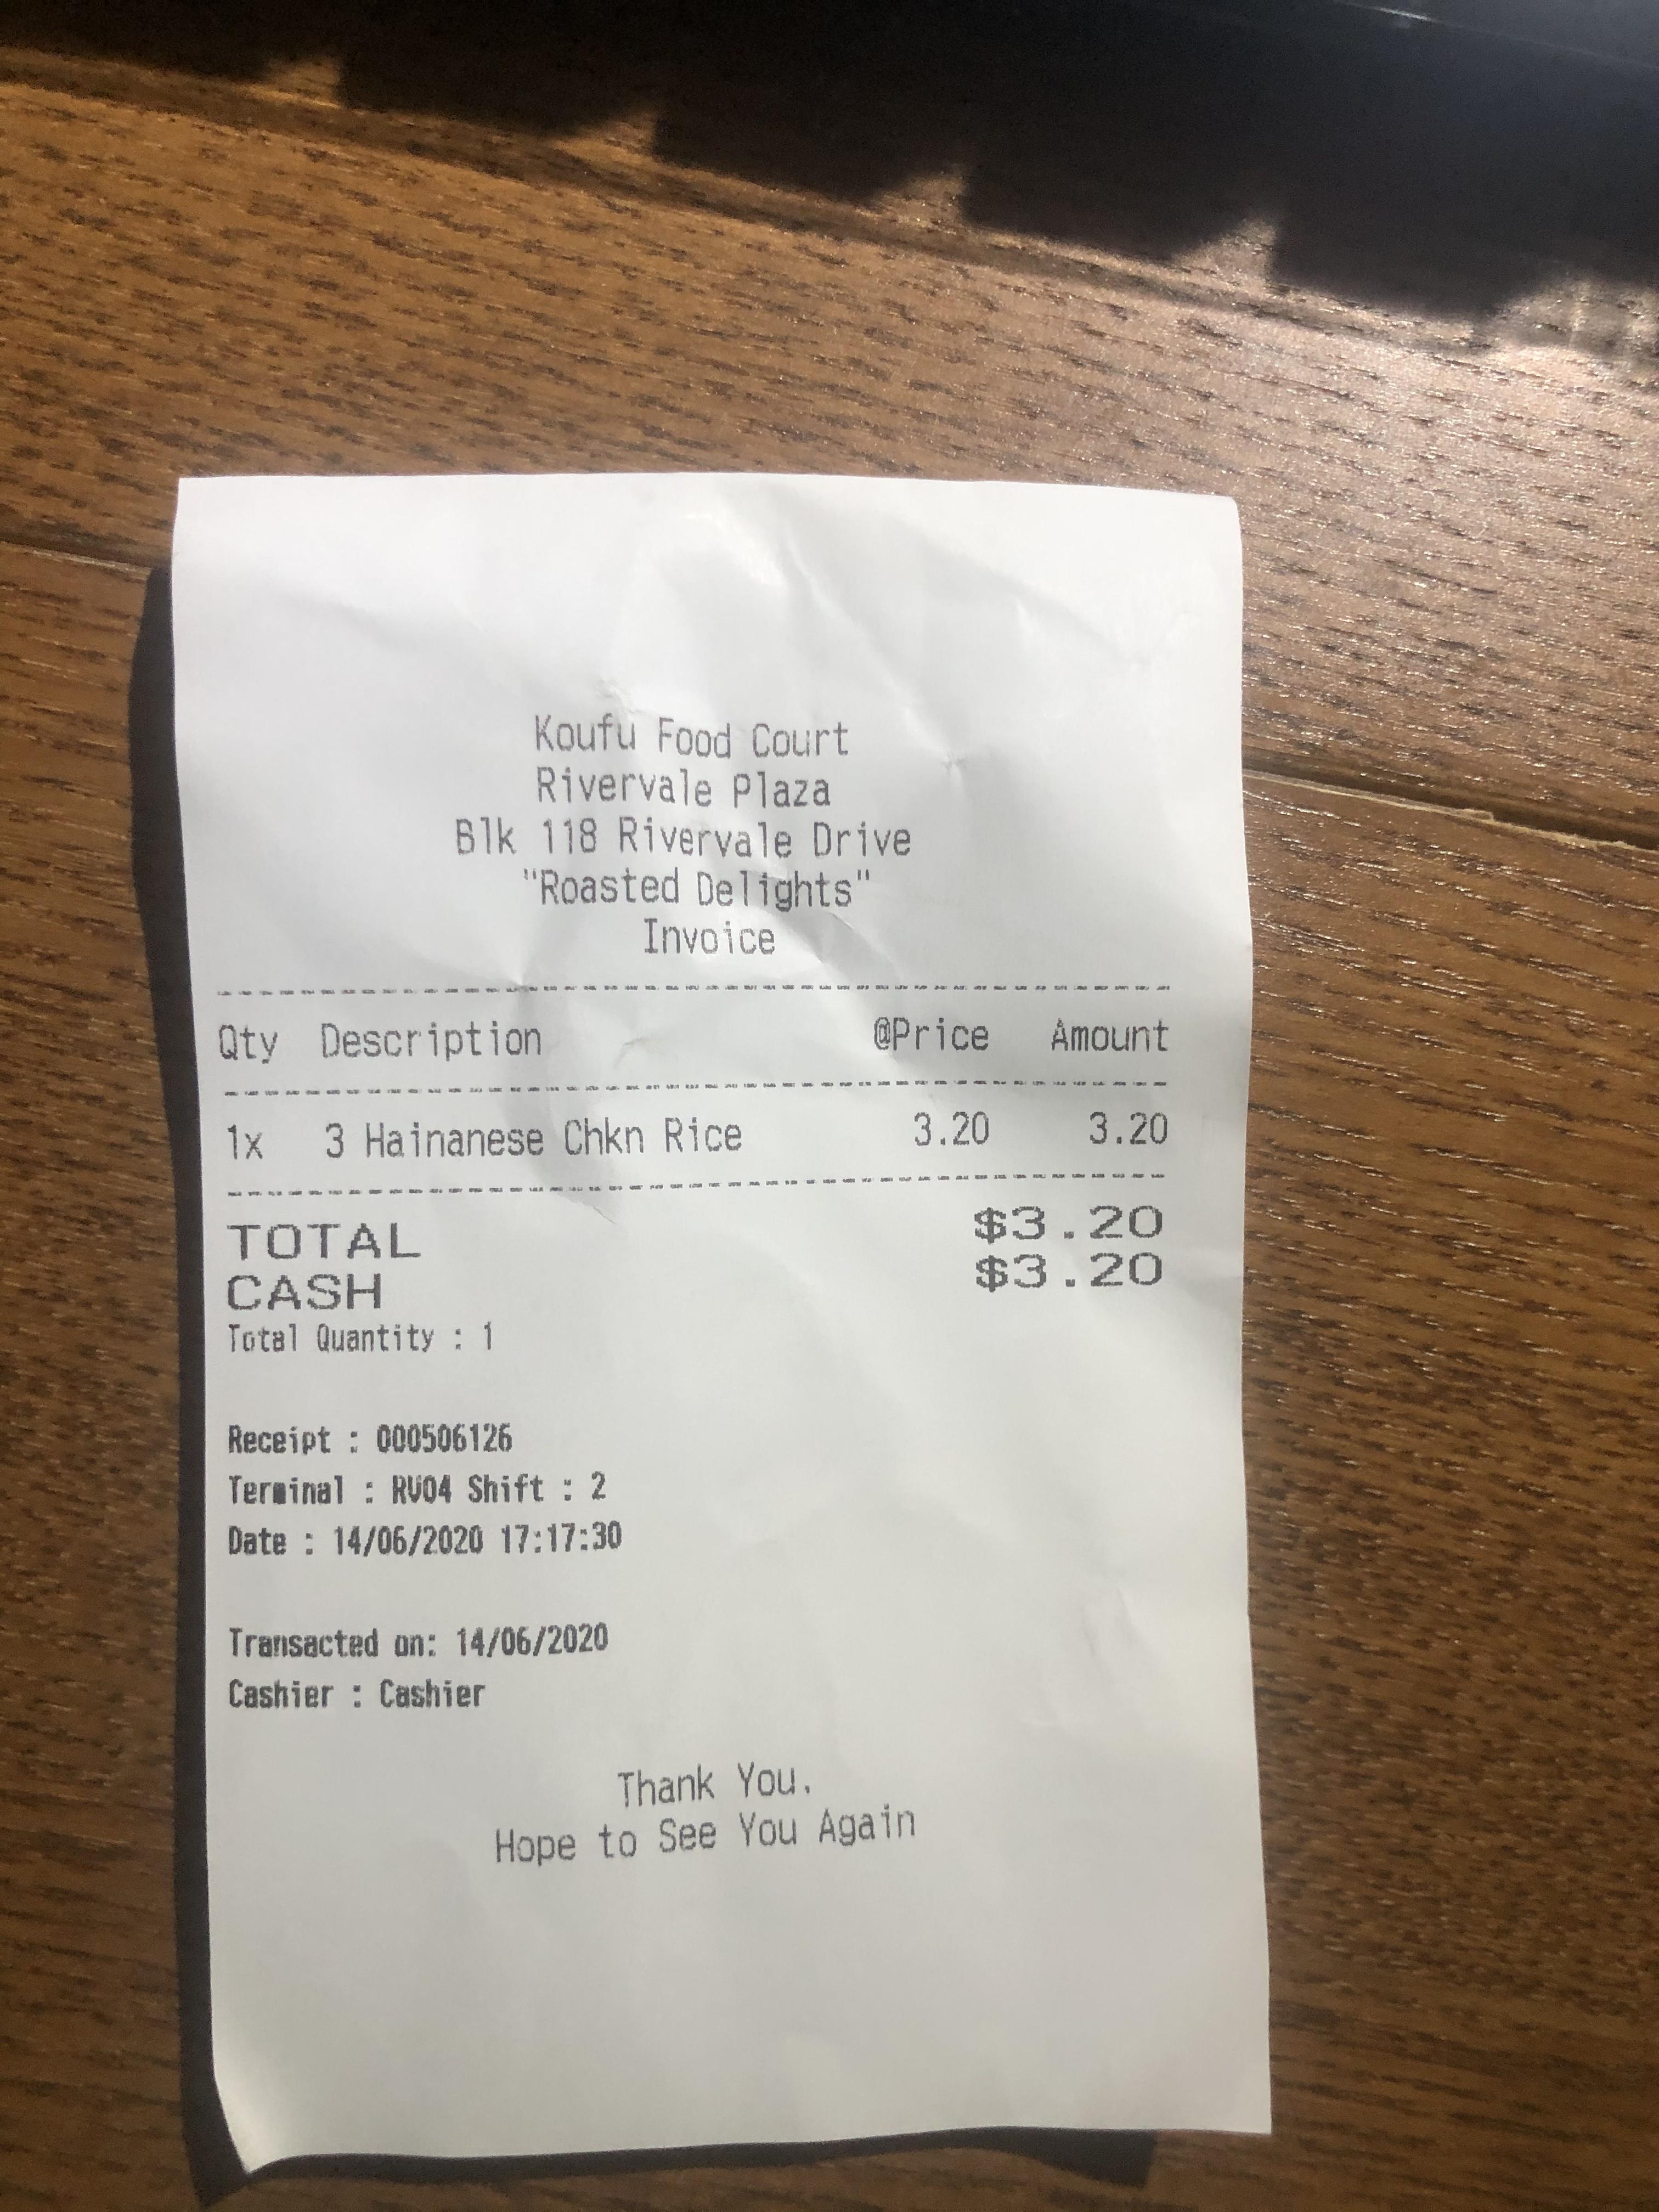 Koufu Food Court
Rivervale Plaza
Blk 118 Rivervale Drive
"Roasted Delights"
Invoice
Qty Description @Price Amount
1x 3 Hainanese Chkn Rice 3.20 3.20
TOTAL $3.20
CASH $3.20
Total Quantity : 1
Receipt : 000506126
Terminal : RV04 Shift : 2
Date : 14/06/2020 17:17:30
Transacted on: 14/06/2020
Cashier : Cashier
Thank You.
Hope to See You Again